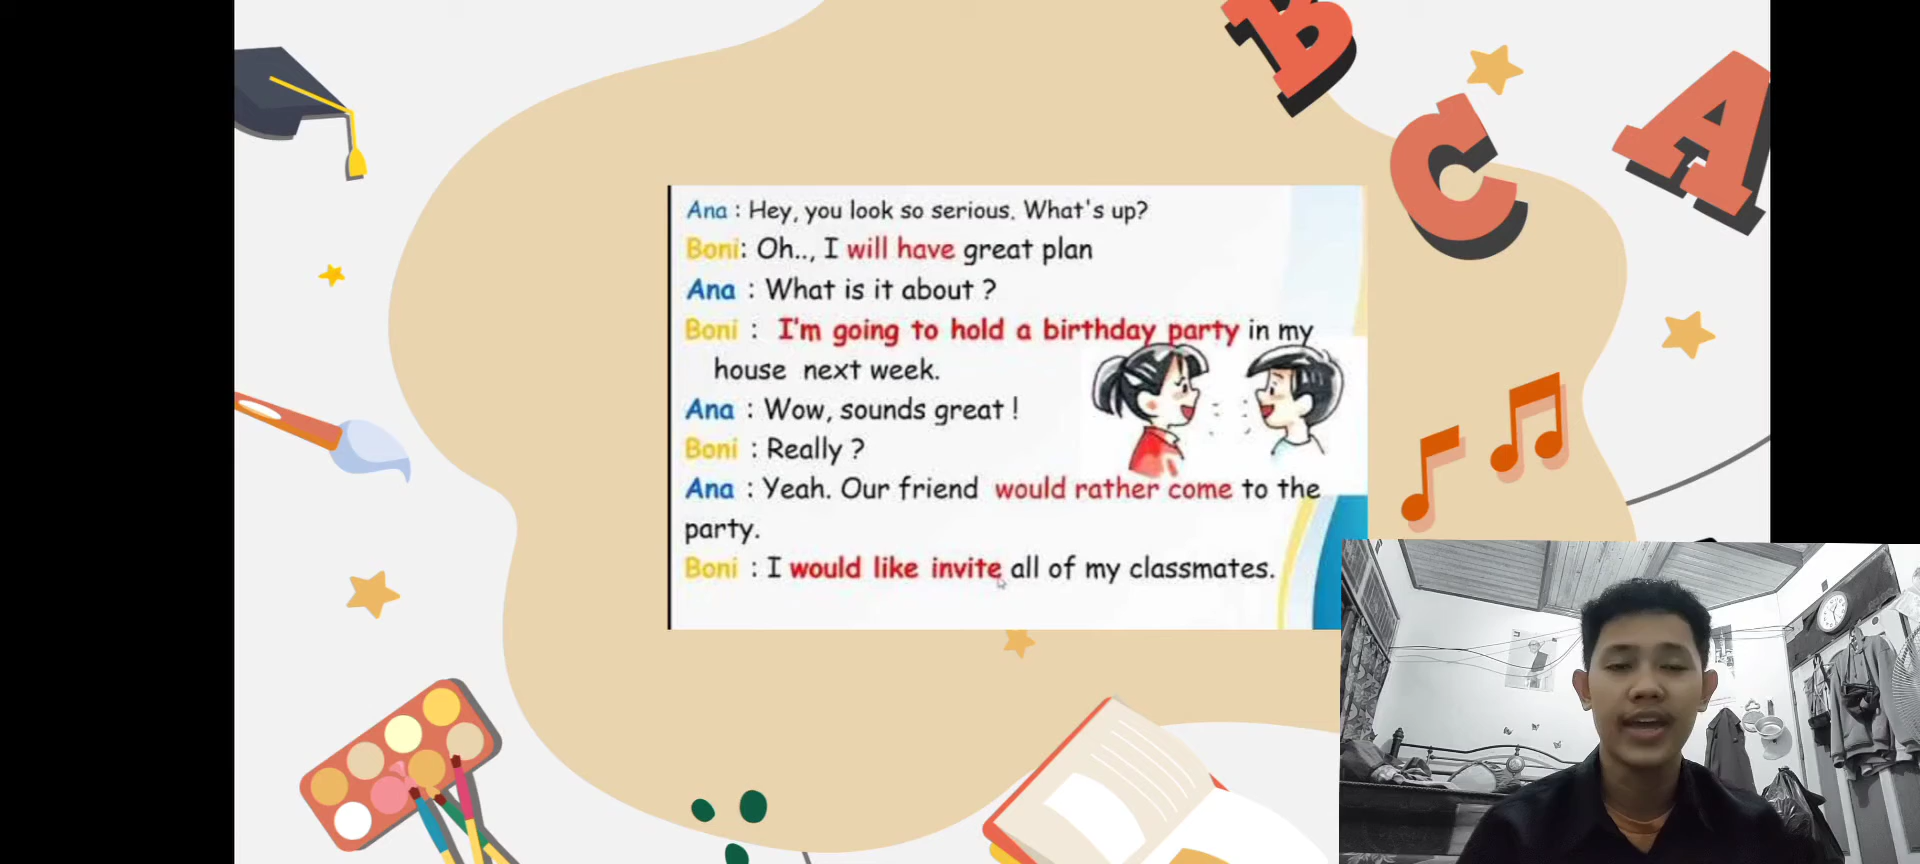 B
C
A
Ana : Hey, you look so serious. What's up?
Boni: Oh.., I will have great plan
Ana : What is it about ?
Boni : I'm going to hold a birthday party in my
house next week.
Ana : Wow, sounds great !
Boni : Really ?
Ana : Yeah. Our friend would rather come to the
party.
Boni : I would like invite all of my classmates.